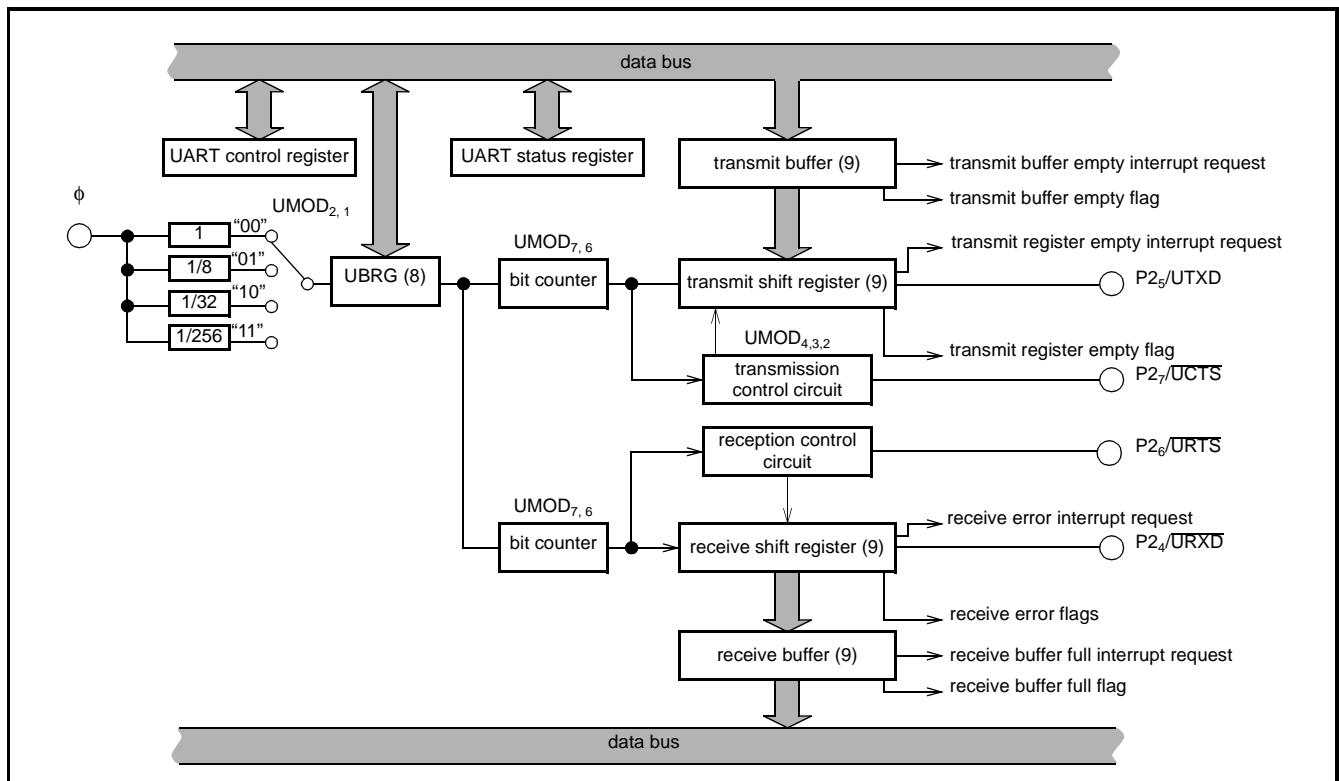 data bus
UART control register
UART status register
transmit buffer (9)
transmit buffer empty interrupt request
transmit buffer empty flag
ϕ
UMOD2, 1
1
“00”
1/8
“01”
1/32
“10”
1/256
“11”
UBRG (8)
UMOD7, 6
bit counter
transmit shift register (9)
transmit register empty interrupt request
P25/UTXD
UMOD4,3,2
transmit register empty flag
transmission
control circuit
P27/UCTS
reception control
circuit
P26/URTS
UMOD7, 6
bit counter
receive shift register (9)
receive error interrupt request
P24/URXD
receive error flags
receive buffer (9)
receive buffer full interrupt request
receive buffer full flag
data bus